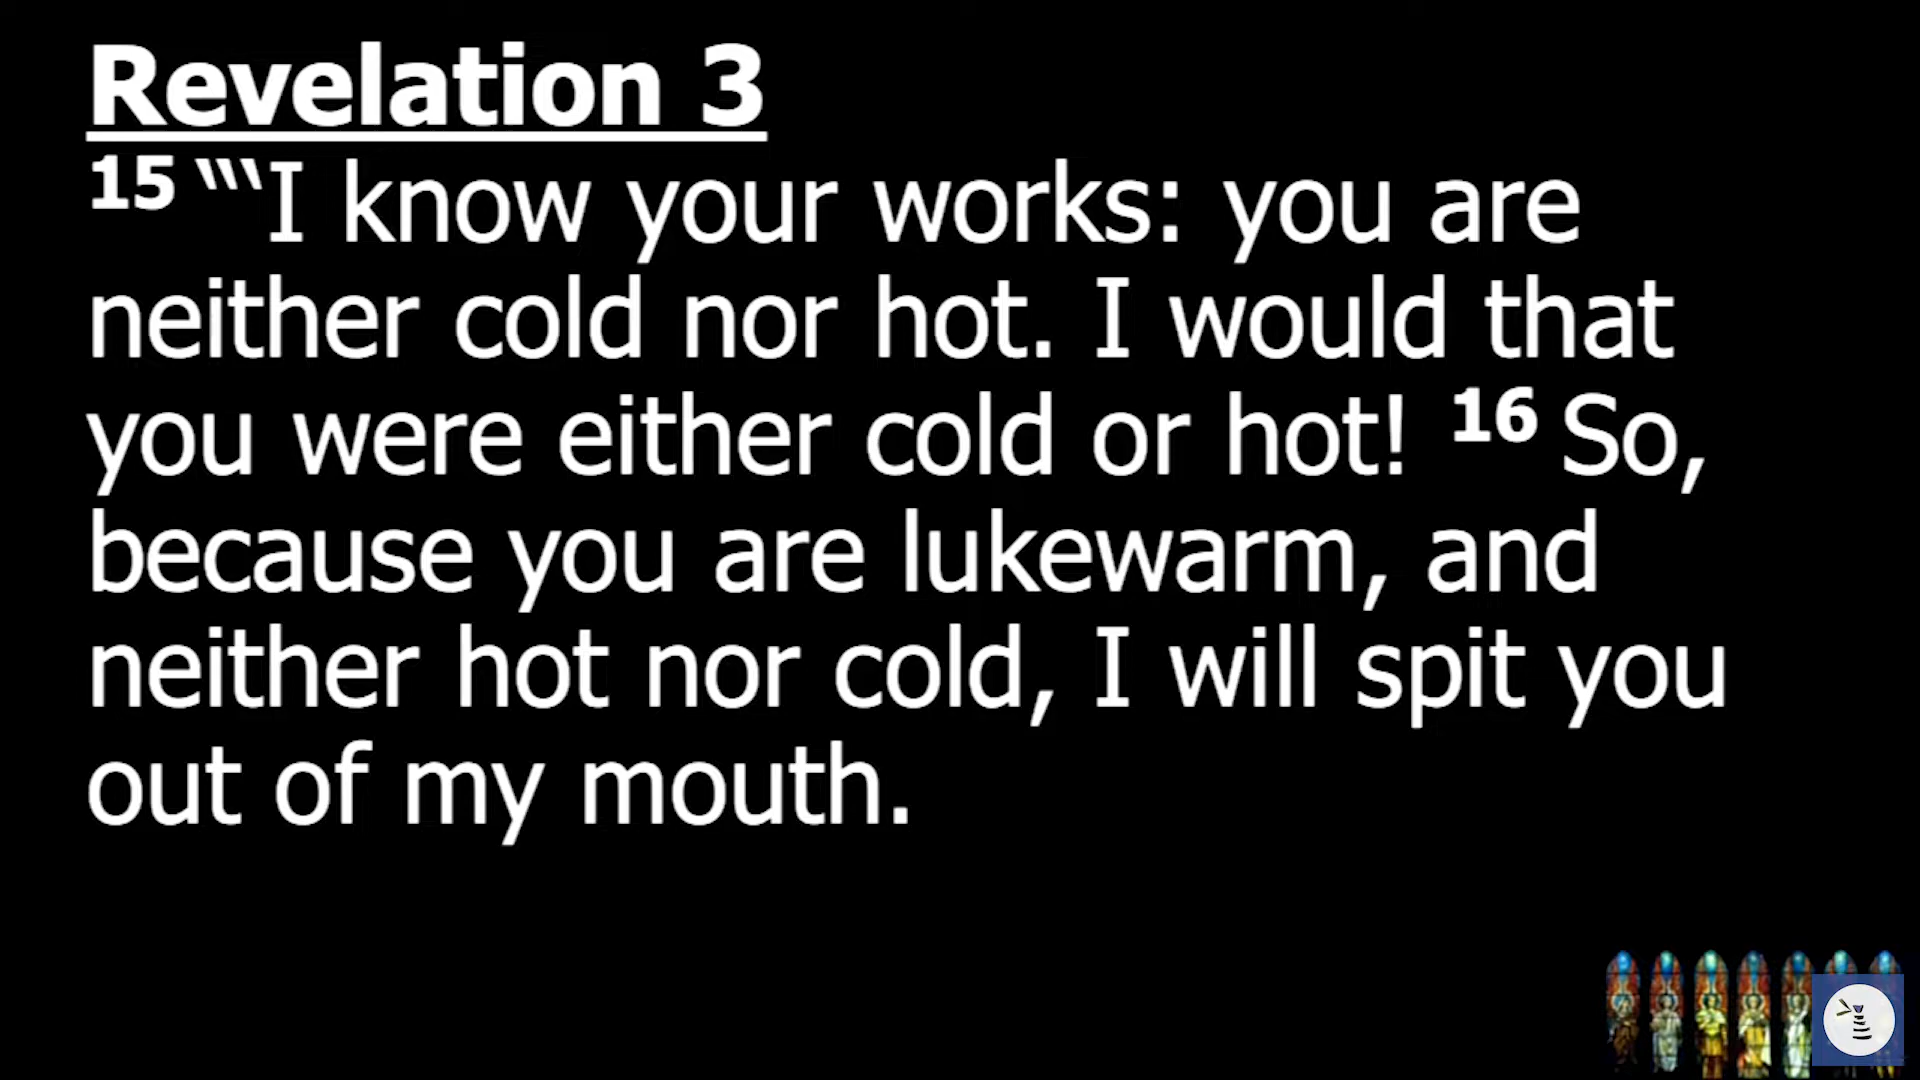 Revelation 3
15 “‘“I know your works: you are
neither cold nor hot. I would that
you were either cold or hot! 16 So,
because you are lukewarm, and
neither hot nor cold, I will spit you
out of my mouth.